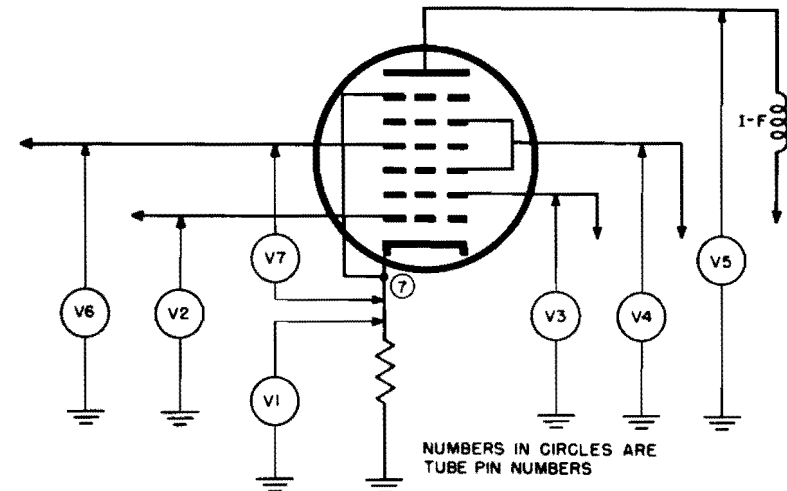 I-F
V7
V5
7
V6
V2
V3
V4
V1
NUMBERS IN CIRCLES ARE
TUBE PIN NUMBERS